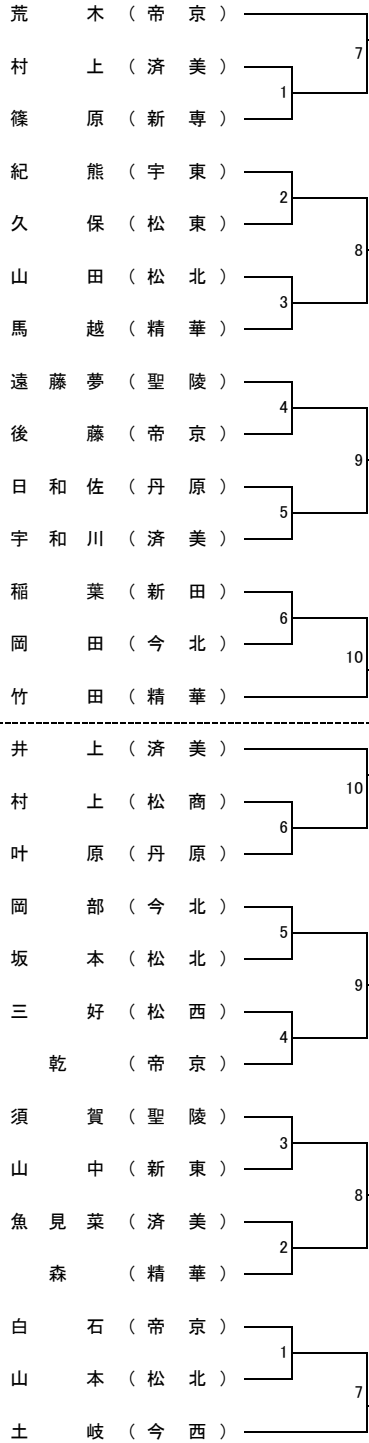 荒木（帝京）
7
村上（済美）
1
篠原（新専）
紀熊（宇東）
2
久保（松東）
8
山田（松北）
3
馬越（精華）
遠藤夢（聖陵）
4
後藤（帝京）
9
日和佐（丹原）
5
宇和川（済美）
稲葉（新田）
6
岡田（今北）
10
竹田（精華）
井上（済美）
10
村上（松商）
6
叶原（丹原）
岡部（今北）
5
坂本（松北）
9
三好（松西）
4
乾（帝京）
須賀（聖陵）
3
山中（新東）
8
魚見菜（済美）
2
森（精華）
白石（帝京）
1
山本（松北）
7
土岐（今西）